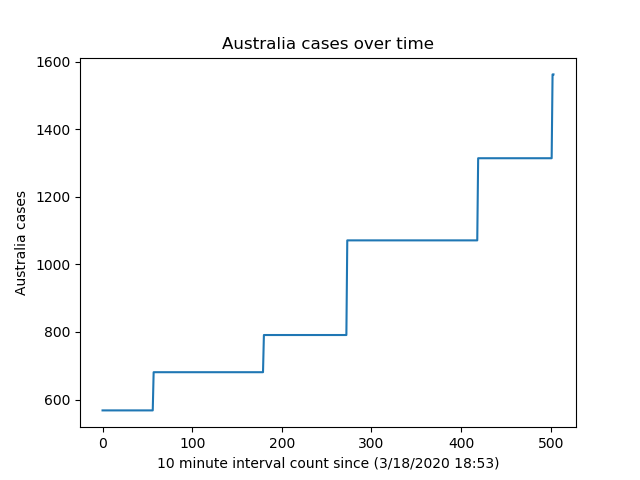 Australia cases over time
1600
1400
1200
1000
800
600
Australia cases
0 100 200 300 400 500
10 minute interval count since (3/18/2020 18:53)